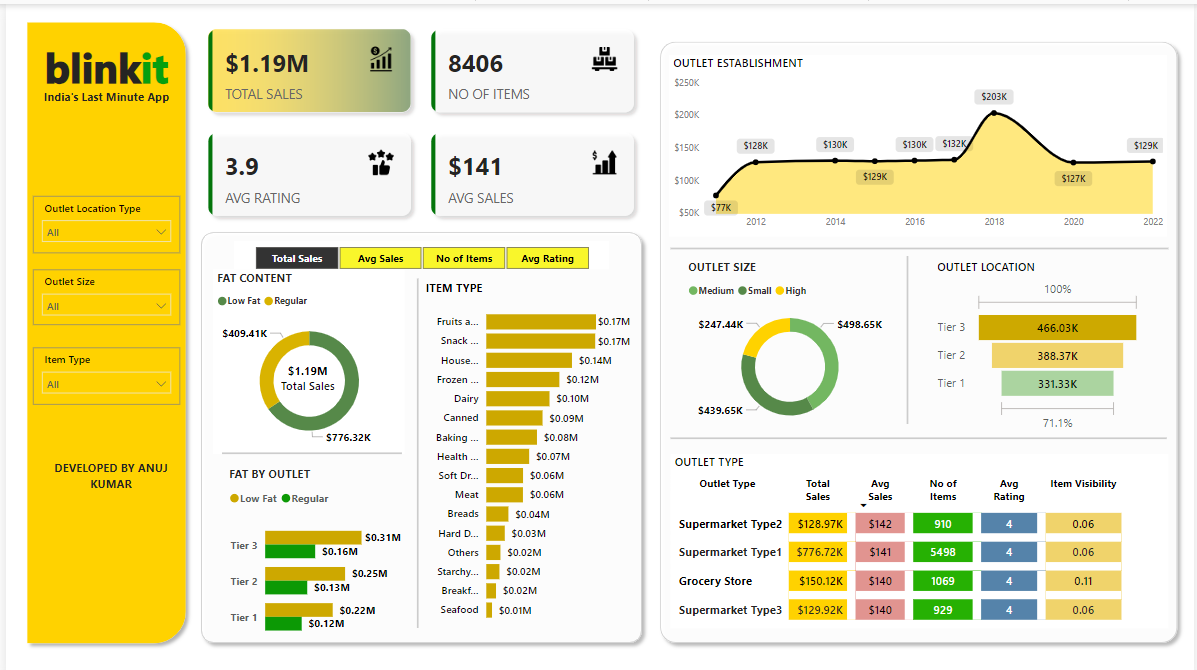 blinkit
India's Last Minute App
Outlet Location Type
All
Outlet Size
All
Item Type
All
DEVELOPED BY ANUJ
KUMAR
$1.19M
TOTAL SALES
8406
NO OF ITEMS
3.9
AVG RATING
$141
AVG SALES
Total Sales Avg Sales No of Items Avg Rating
FAT CONTENT
Low Fat Regular
$409.41K
$1.19M
Total Sales
$776.32K
FAT BY OUTLET
Low Fat Regular
Tier 3 $0.31M
$0.16M
Tier 2 $0.25M
$0.13M
Tier 1 $0.22M
$0.12M
ITEM TYPE
Fruits a... $0.17M
Snack ... $0.17M
House... $0.14M
Frozen ... $0.12M
Dairy $0.10M
Canned $0.09M
Baking ... $0.08M
Health ... $0.07M
Soft Dr... $0.06M
Meat $0.06M
Breads $0.04M
Hard D... $0.03M
Others $0.02M
Starchy... $0.02M
Breakf... $0.02M
Seafood $0.01M
OUTLET ESTABLISHMENT
$250K
$200K
$150K
$100K
$50K
$77K $128K $130K $129K $130K $132K $203K $127K $129K
2012 2014 2016 2018 2020 2022
OUTLET SIZE
Medium Small High
$247.44K $498.65K
$439.65K
OUTLET LOCATION
100%
Tier 3 466.03K
Tier 2 388.37K
Tier 1 331.33K
71.1%
OUTLET TYPE
Outlet Type Total Sales Avg Sales No of Items Avg Rating Item Visibility
Supermarket Type2 $128.97K $142 910 4 0.06
Supermarket Type1 $776.72K $141 5498 4 0.06
Grocery Store $150.12K $140 1069 4 0.11
Supermarket Type3 $129.92K $140 929 4 0.06